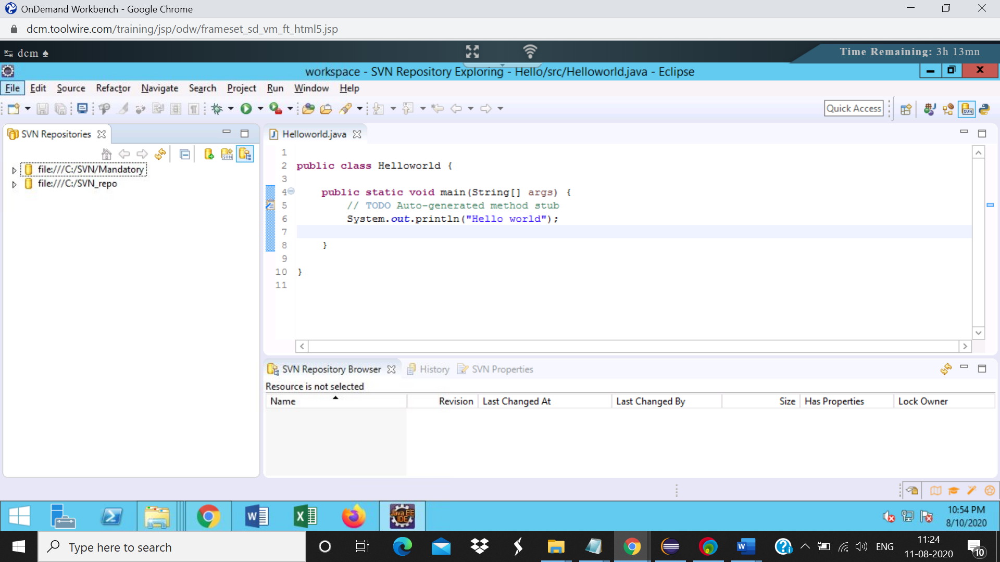 OnDemand Workbench - Google Chrome
dcm.toolwire.com/training/jsp/odw/frameset_sd_vm_ft_html5.jsp
dcm
Time Remaining: 3h 13mn
workspace - SVN Repository Exploring - Hello/src/Helloworld.java - Eclipse
File Edit Source Refactor Navigate Search Project Run Window Help
Quick Access
SVN Repositories
file:///C:/SVN/Mandatory
file:///C:/SVN_repo
Helloworld.java
1
2 public class Helloworld {
3
4 public static void main(String[] args) {
5 // TODO Auto-generated method stub
6 System.out.println("Hello world");
7
8 }
9
10 }
11
SVN Repository Browser History SVN Properties
Resource is not selected
Name Revision Last Changed At Last Changed By Size Has Properties Lock Owner
Java EE
IDE
10:54 PM
8/10/2020
Type here to search
ENG
11:24
11-08-2020
10